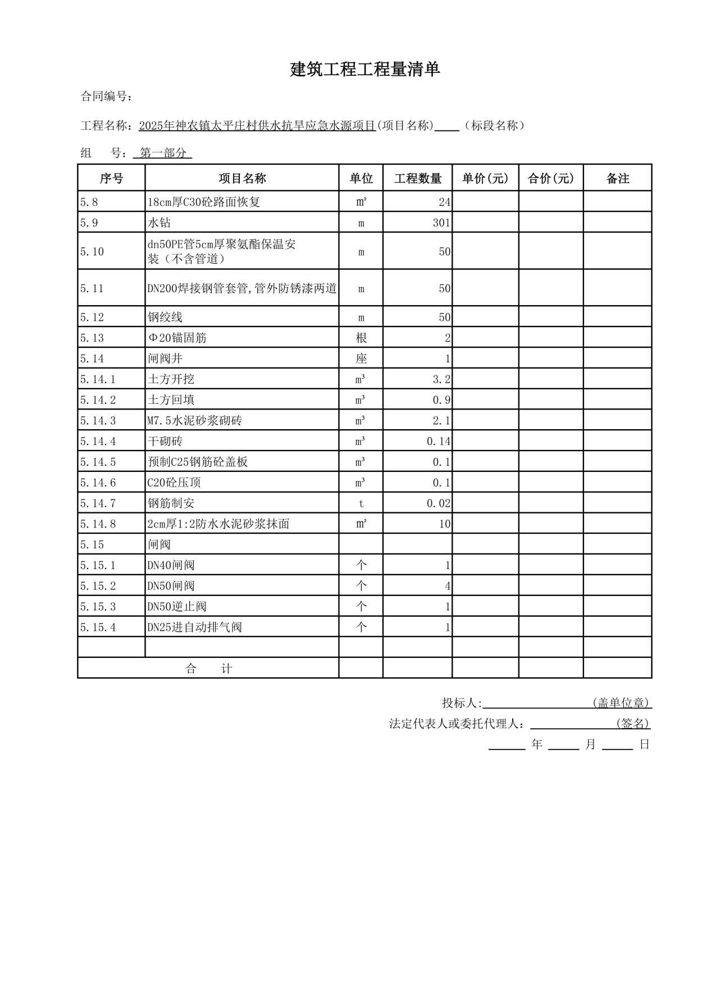 建筑工程工程量清单
合同编号：
工程名称：2025年神农镇太平庄村供水抗旱应急水源项目(项目名称)____（标段名称）
组 号： 第一部分
序号 项目名称 单位 工程数量 单价(元) 合价(元) 备注
5.8 18cm厚C30砼路面恢复 m² 24
5.9 水钻 m 301
5.10 dn50PE管5cm厚聚氨酯保温安
装（不含管道） m 50
5.11 DN200焊接钢管套管,管外防锈漆两道 m 50
5.12 钢绞线 m 50
5.13 Φ20锚固筋 根 2
5.14 闸阀井 座 1
5.14.1 土方开挖 m³ 3.2
5.14.2 土方回填 m³ 0.9
5.14.3 M7.5水泥砂浆砌砖 m³ 2.1
5.14.4 干砌砖 m³ 0.14
5.14.5 预制C25钢筋砼盖板 m³ 0.1
5.14.6 C20砼压顶 m³ 0.1
5.14.7 钢筋制安 t 0.02
5.14.8 2cm厚1:2防水水泥砂浆抹面 m² 10
5.15 闸阀
5.15.1 DN40闸阀 个 1
5.15.2 DN50闸阀 个 4
5.15.3 DN50逆止阀 个 1
5.15.4 DN25进自动排气阀 个 1
合 计
投标人:____(盖单位章)
法定代表人或委托代理人：____(签名)
____ 年 ____ 月 ____ 日